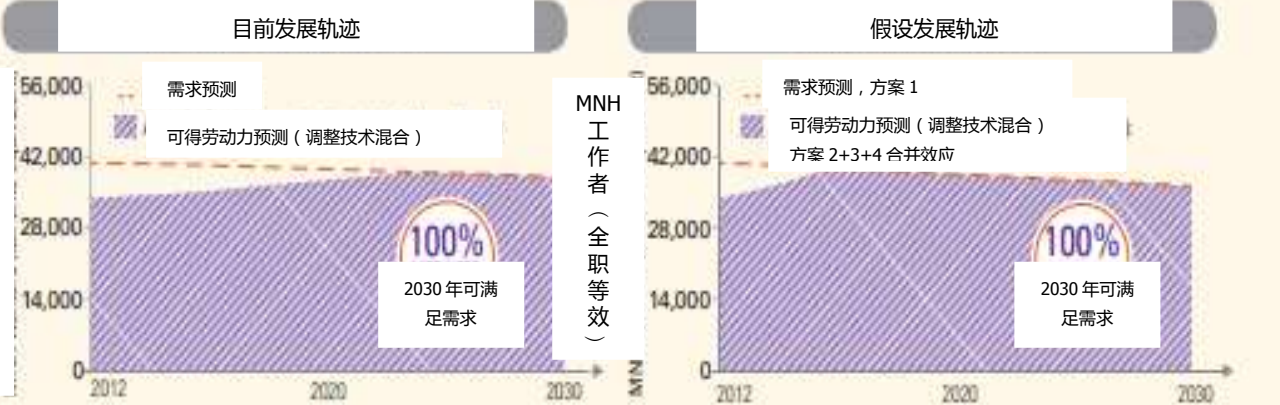 目前发展轨迹
56,000
42,000
28,000
14,000
0
需求预测
可得劳动力预测（调整技术混合）
100%
2030 年可满
足需求
2012
2020
2030
MNH
工
作
者
（
全
职
等
效
）
假设发展轨迹
56,000
42,000
28,000
14,000
0
需求预测，方案 1
可得劳动力预测（调整技术混合）
方案 2+3+4 合并效应
100%
2030 年可满
足需求
2012
2020
2030
MN